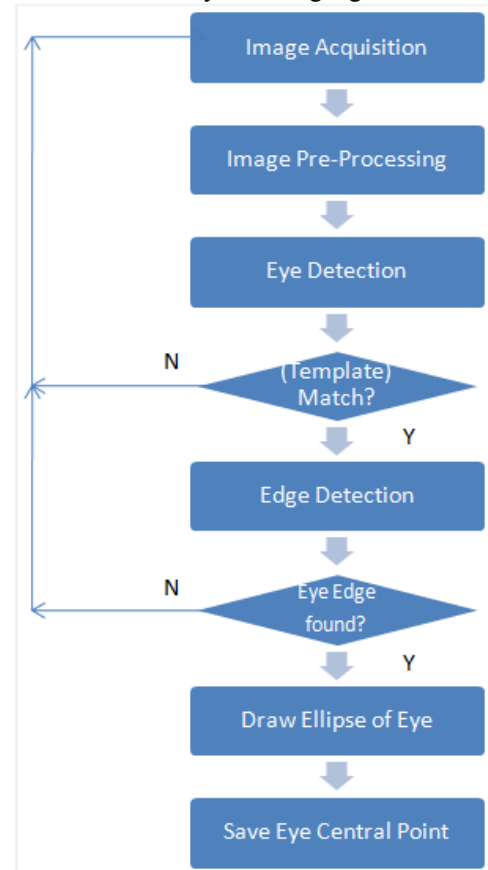 Image Acquisition
Image Pre-Processing
Eye Detection
N
(Template)
Match?
Y
Edge Detection
N
Eye Edge
found?
Y
Draw Ellipse of Eye
Save Eye Central Point